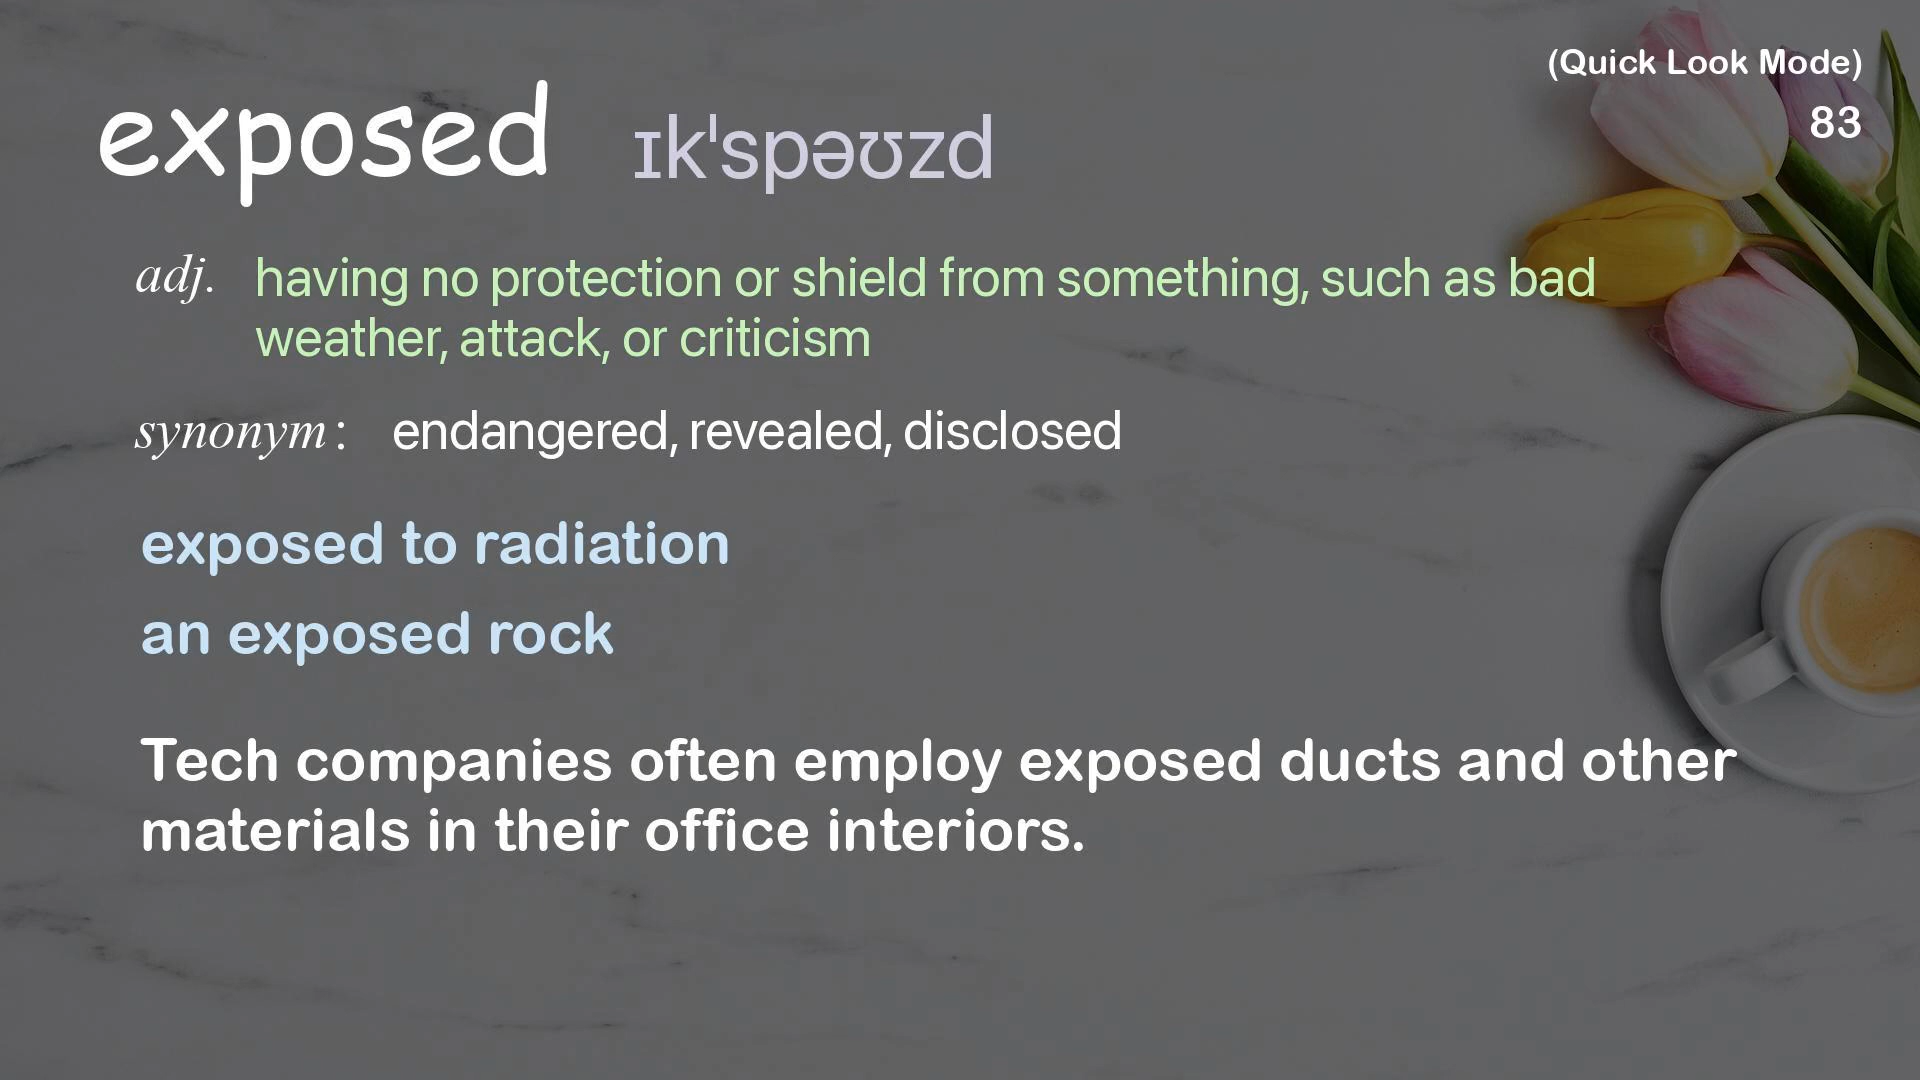 (Quick Look Mode)
83
exposed ɪk'spəʊzd
adj. having no protection or shield from something, such as bad
weather, attack, or criticism
synonym: endangered, revealed, disclosed
exposed to radiation
an exposed rock
Tech companies often employ exposed ducts and other
materials in their office interiors.